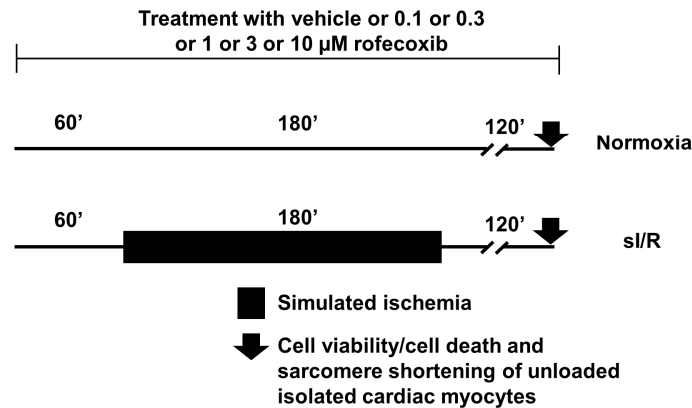 Treatment with vehicle or 0.1 or 0.3
or 1 or 3 or 10 µM rofecoxib
60’ 180’ 120’
Normoxia
60’ 180’ 120’
sI/R
Simulated ischemia
Cell viability/cell death and
sarcomere shortening of unloaded
isolated cardiac myocytes